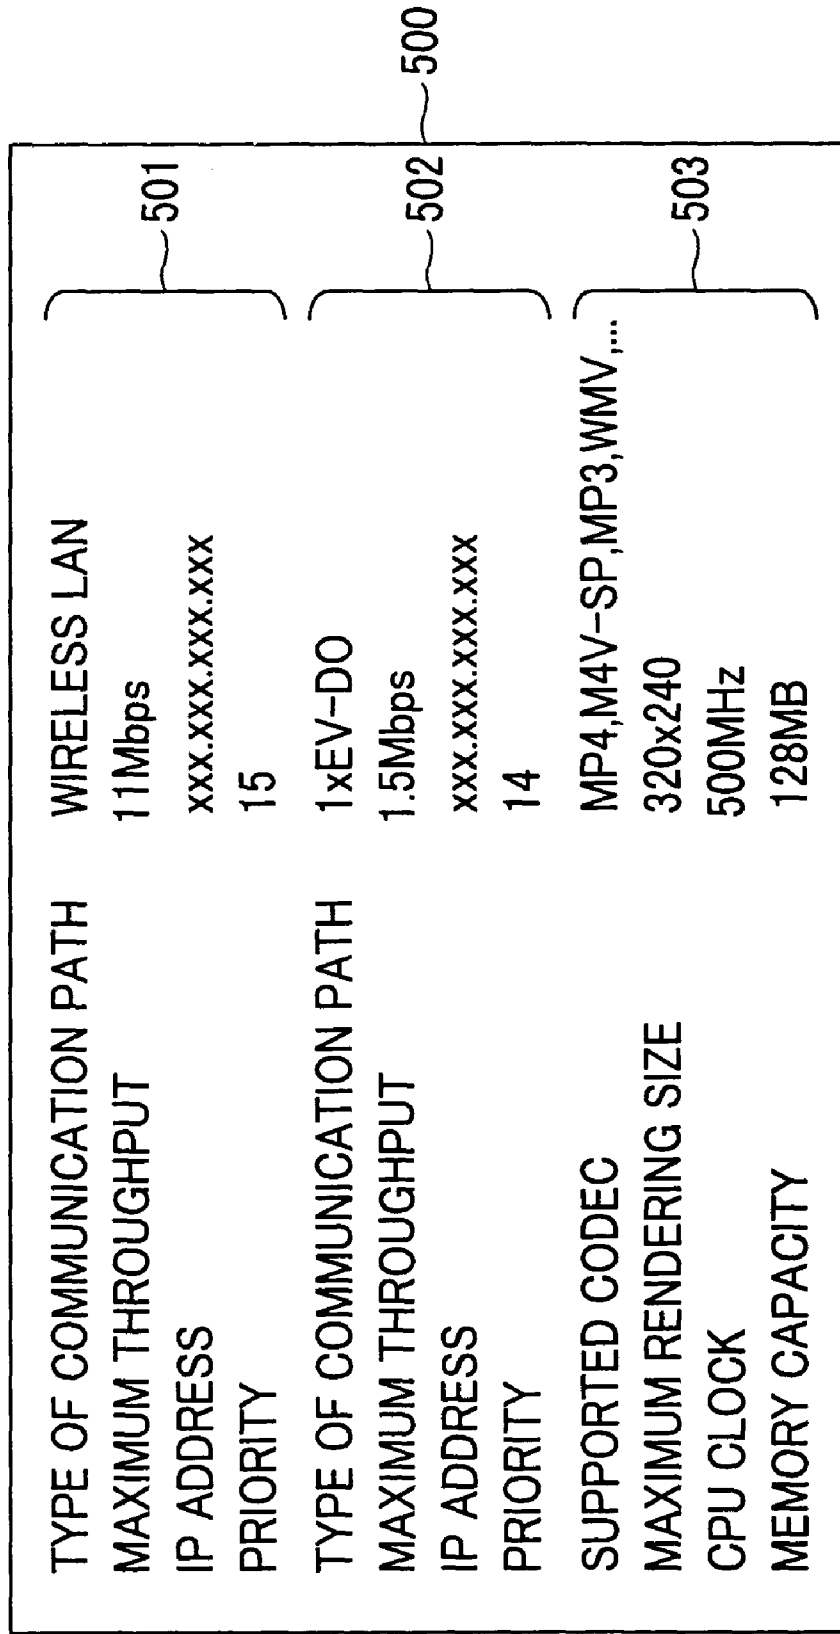 TYPE OF COMMUNICATION PATH WIRELESS LAN
MAXIMUM THROUGHPUT 11Mbps
IP ADDRESS xxx.xxx.xxx.xxx
PRIORITY 15
501
TYPE OF COMMUNICATION PATH 1xEV-DO
MAXIMUM THROUGHPUT 1.5Mbps
IP ADDRESS xxx.xxx.xxx.xxx
PRIORITY 14
502
SUPPORTED CODEC MP4,M4V-SP,MP3,WMV,...
MAXIMUM RENDERING SIZE 320x240
CPU CLOCK 500MHz
MEMORY CAPACITY 128MB
503
500